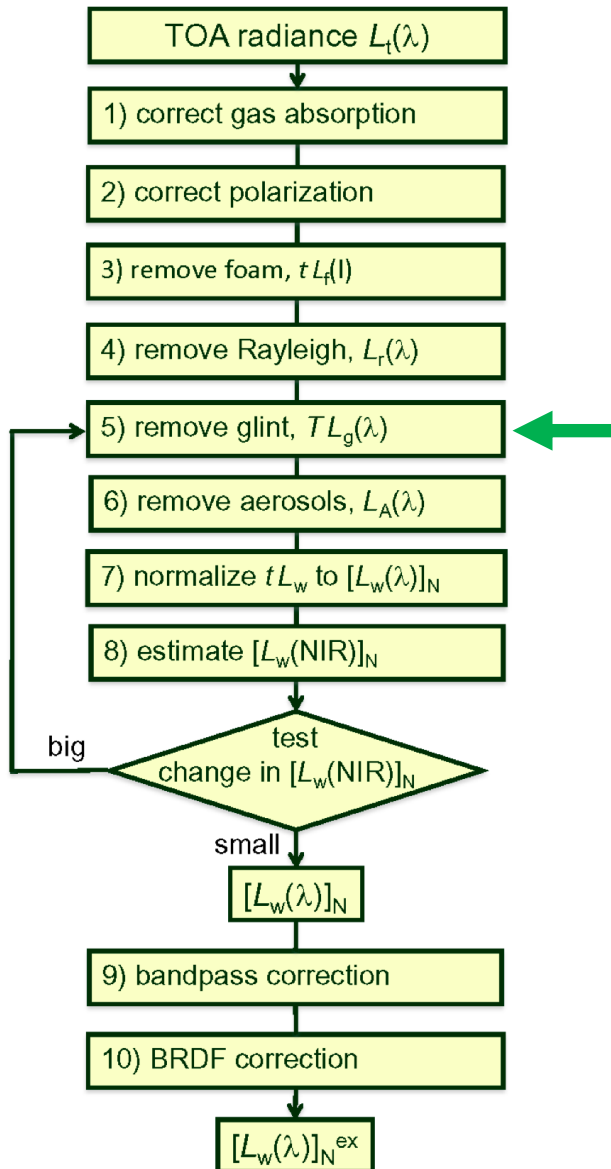 TOA radiance Lt(λ)
1) correct gas absorption
2) correct polarization
3) remove foam, t Lf(l)
4) remove Rayleigh, Lr(λ)
5) remove glint, T Lg(λ)
6) remove aerosols, LA(λ)
7) normalize t Lw to [Lw(λ)]N
8) estimate [Lw(NIR)]N
big
test
change in [Lw(NIR)]N
small
[Lw(λ)]N
9) bandpass correction
10) BRDF correction
[Lw(λ)]N ex